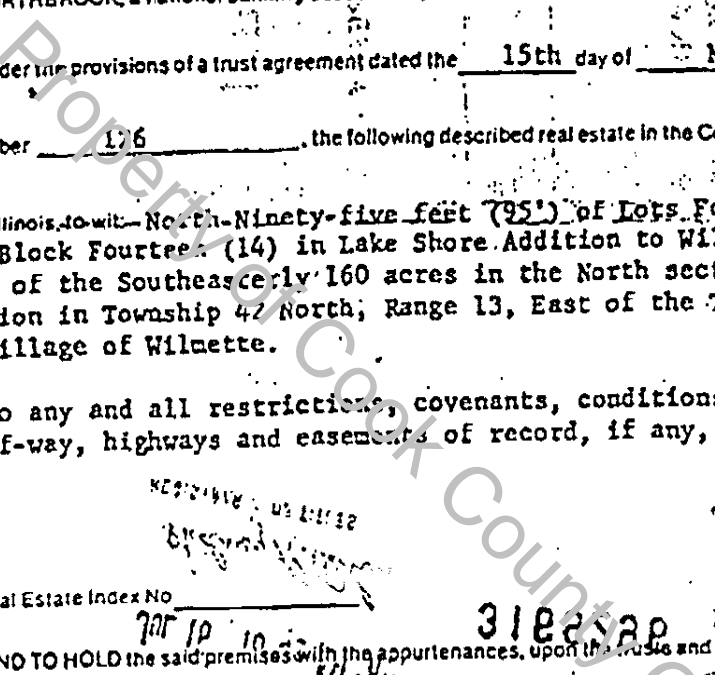 der the provisions of a trust agreement dated the 15th day of
ber 126, the following described real estate in the Co
llinois, to wit: North-Ninety-five feet (95') of Lots
Block Fourteen (14) in Lake Shore Addition to Wil
of the Southeasterly 160 acres in the North sect
ion in Township 42 North, Range 13, East of the
illage of Wilmette.
o any and all restrictions, covenants, conditions
f-way, highways and easements of record, if any,
al Estate Index No
ND TO HOLD the said premises with the appurtenances, upon the trusts and
Property of Cook County